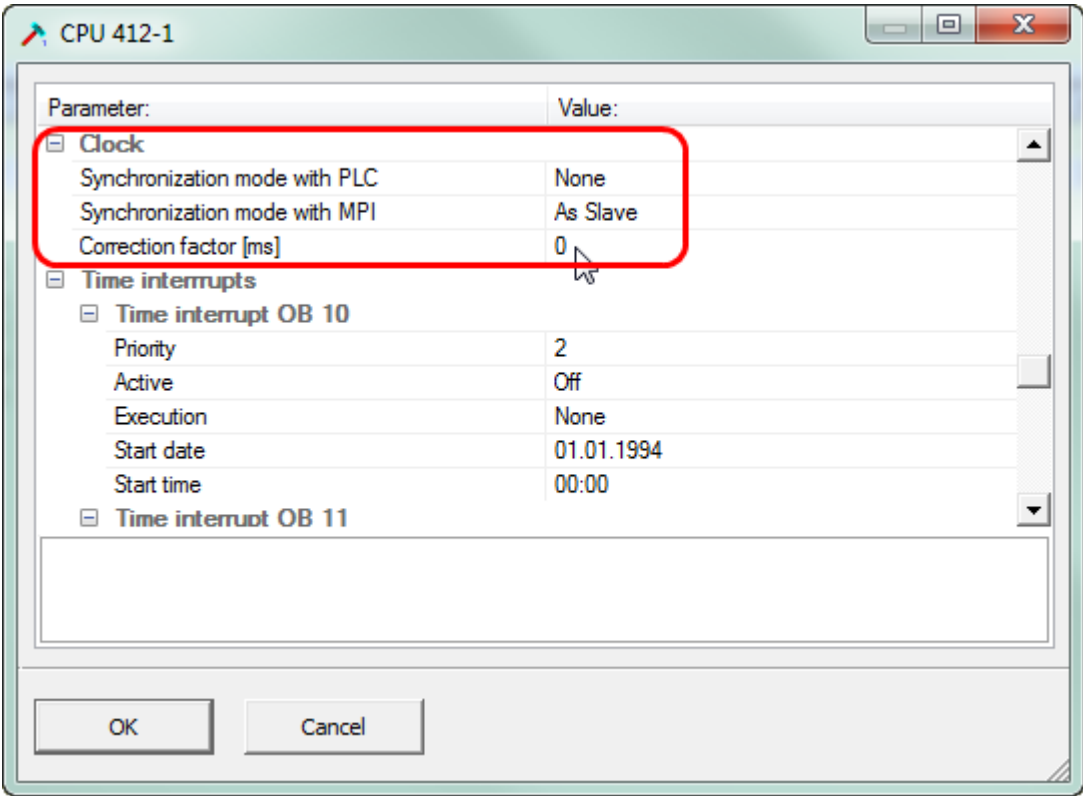 CPU 412-1
Parameter: Value:
Clock
Synchronization mode with PLC None
Synchronization mode with MPI As Slave
Correction factor [ms] 0
Time interrrupts
Time interrupt OB 10
Priority 2
Active Off
Execution None
Start date 01.01.1994
Start time 00:00
Time interrupt OB 11
OK Cancel